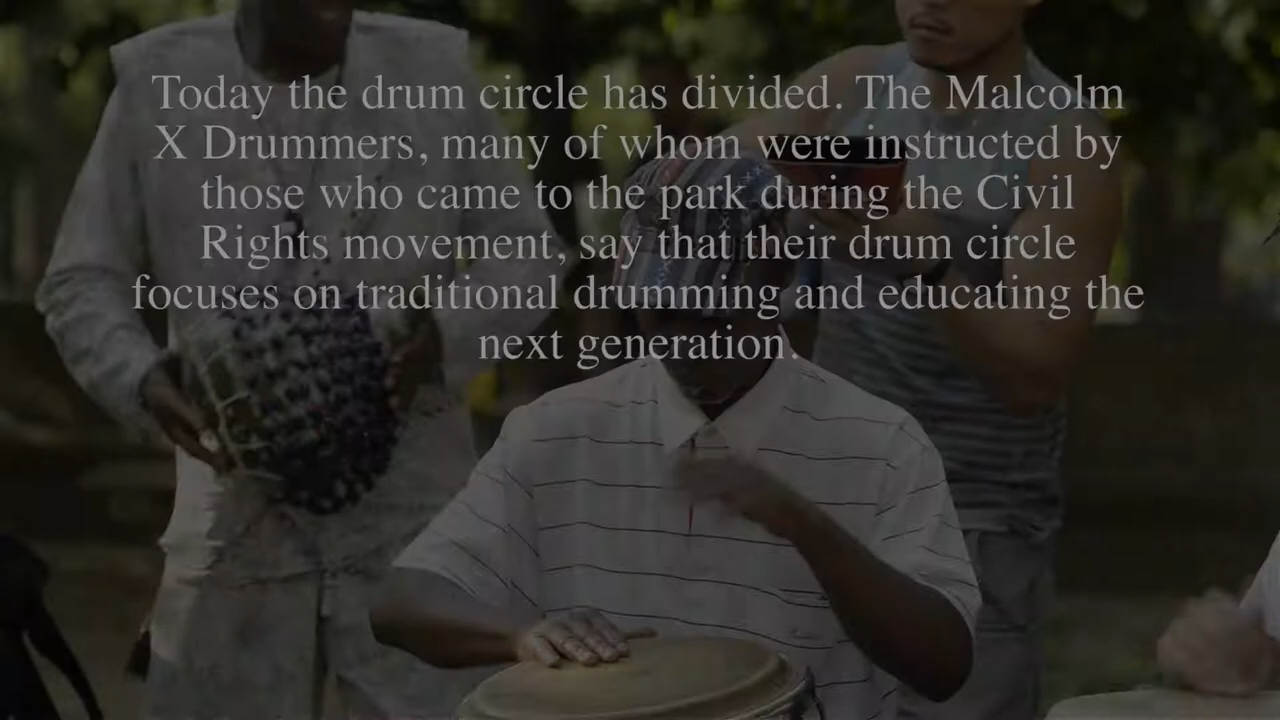 Today the drum circle has divided. The Malcolm
X Drummers, many of whom were instructed by
those who came to the park during the Civil
Rights movement, say that their drum circle
focuses on traditional drumming and educating the
next generation.